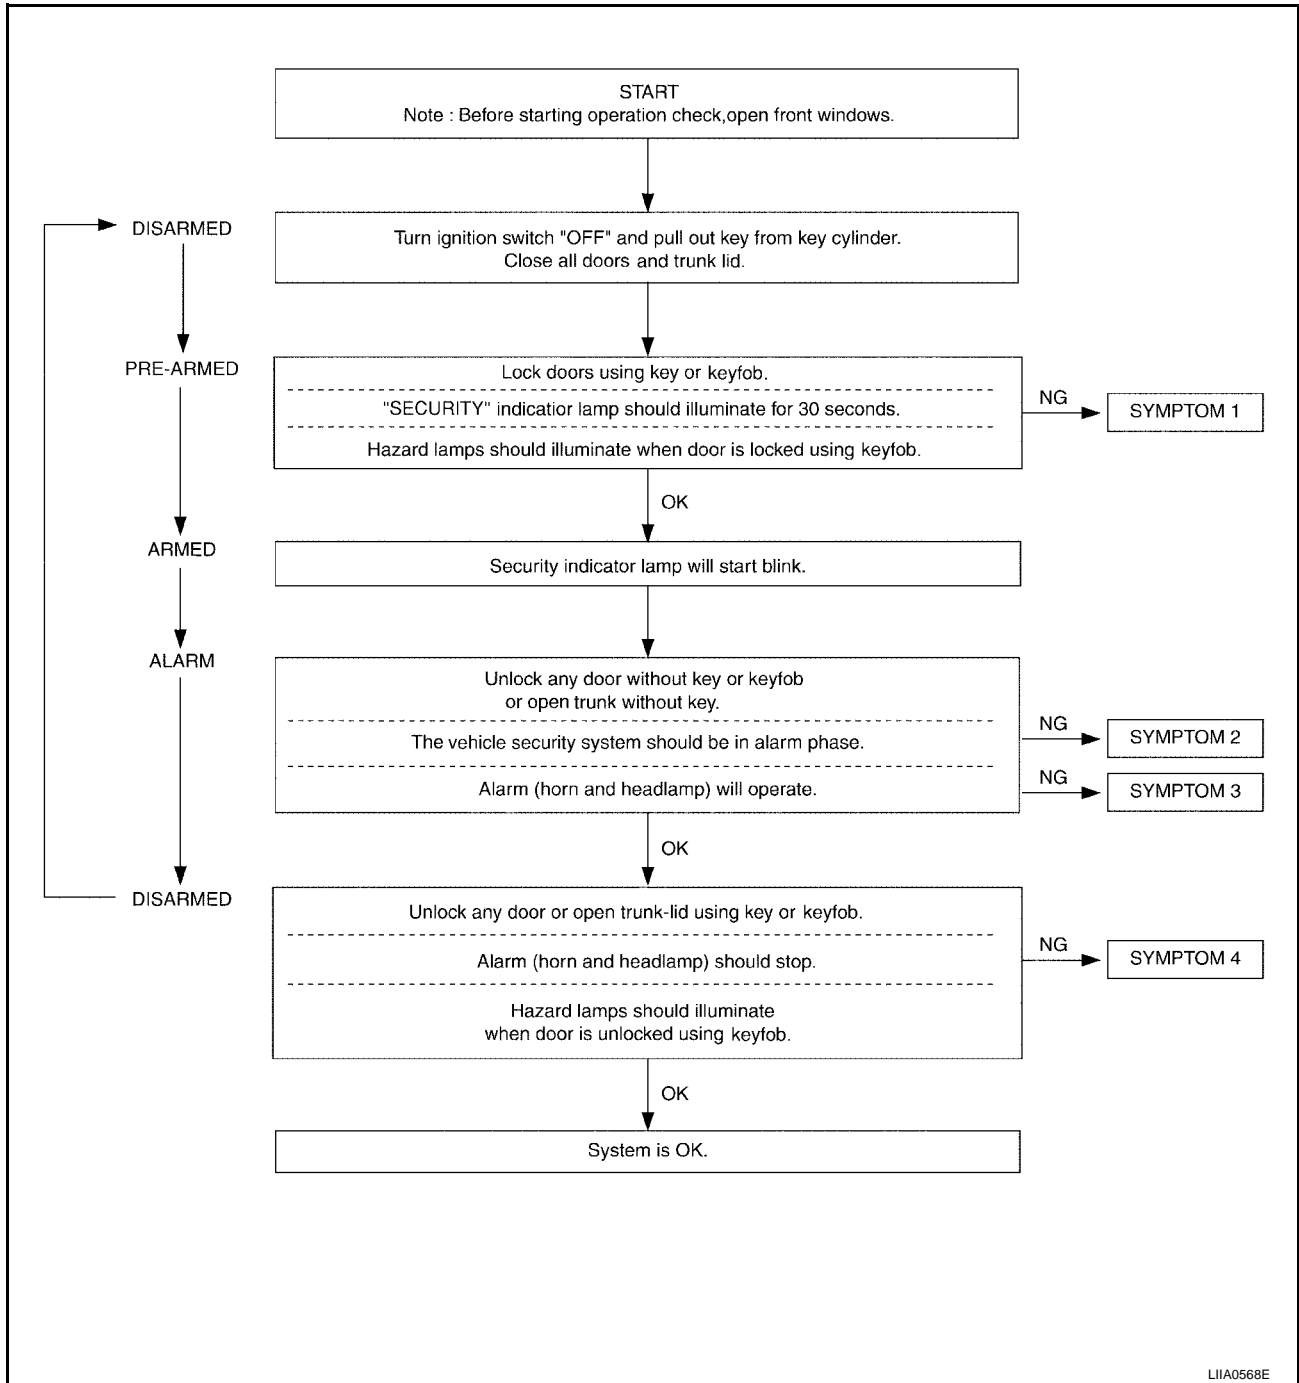 START
Note : Before starting operation check,open front windows.
DISARMED
Turn ignition switch "OFF" and pull out key from key cylinder.
Close all doors and trunk lid.
PRE-ARMED
Lock doors using key or keyfob.
"SECURITY" indicatior lamp should illuminate for 30 seconds.
Hazard lamps should illuminate when door is locked using keyfob.
NG
SYMPTOM 1
OK
ARMED
Security indicator lamp will start blink.
ALARM
Unlock any door without key or keyfob
or open trunk without key.
The vehicle security system should be in alarm phase.
NG
SYMPTOM 2
Alarm (horn and headlamp) will operate.
NG
SYMPTOM 3
OK
DISARMED
Unlock any door or open trunk-lid using key or keyfob.
Alarm (horn and headlamp) should stop.
NG
SYMPTOM 4
Hazard lamps should illuminate
when door is unlocked using keyfob.
OK
System is OK.
LIIA0568E